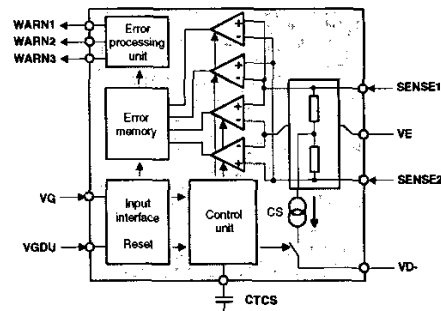 WARN1
WARN2
WARN3
Error
processing
unit
Error
memory
SENSE1
VE
SENSE2
CS
VG
VGDU
Input
interface
Reset
Control
unit
VD-
CTCS